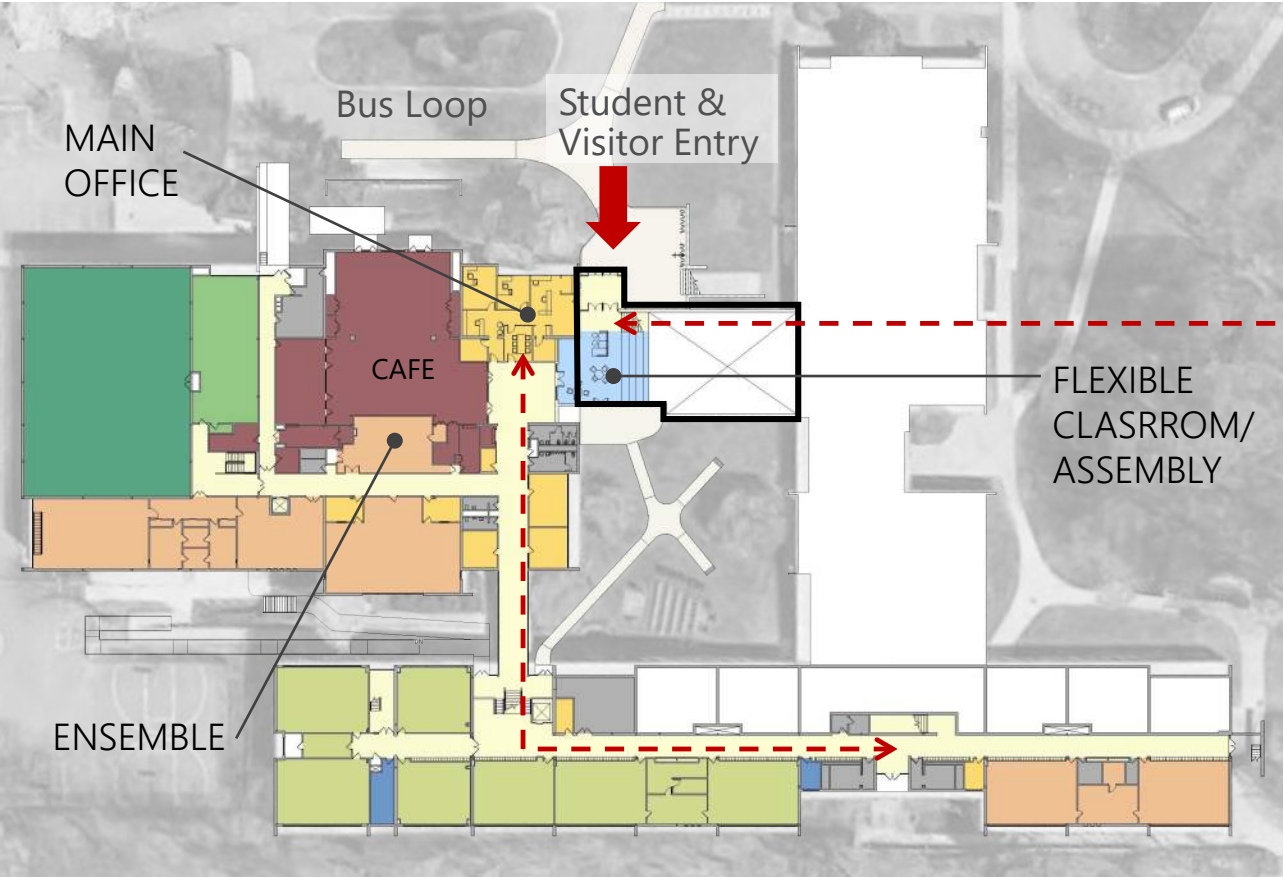 Bus Loop
Student &
Visitor Entry
MAIN
OFFICE
CAFE
FLEXIBLE
CLASRROM/
ASSEMBLY
ENSEMBLE